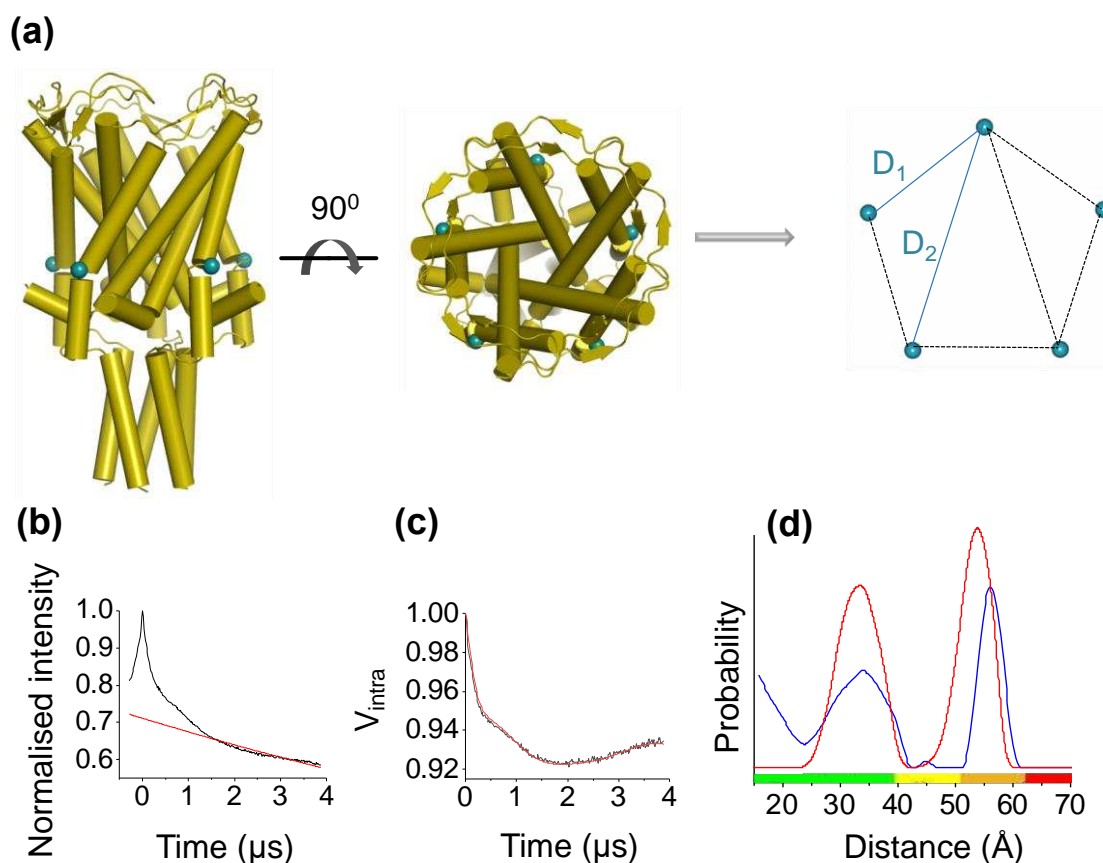 (a)
90⁰
D₁
D₂
(b)
Normalised intensity
1.0
0.9
0.8
0.7
0.6
0 1 2 3 4
Time (µs)
(c)
V_intra
1.00
0.98
0.96
0.94
0.92
0 1 2 3 4
Time (µs)
(d)
Probability
20 30 40 50 60 70
Distance (Å)